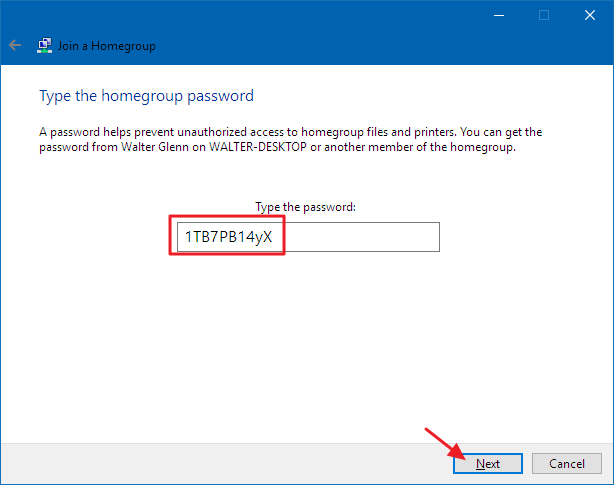 Join a Homegroup
Type the homegroup password
A password helps prevent unauthorized access to homegroup files and printers. You can get the
password from Walter Glenn on WALTER-DESKTOP or another member of the homegroup.
Type the password:
1TB7PB14yX
Next
Cancel